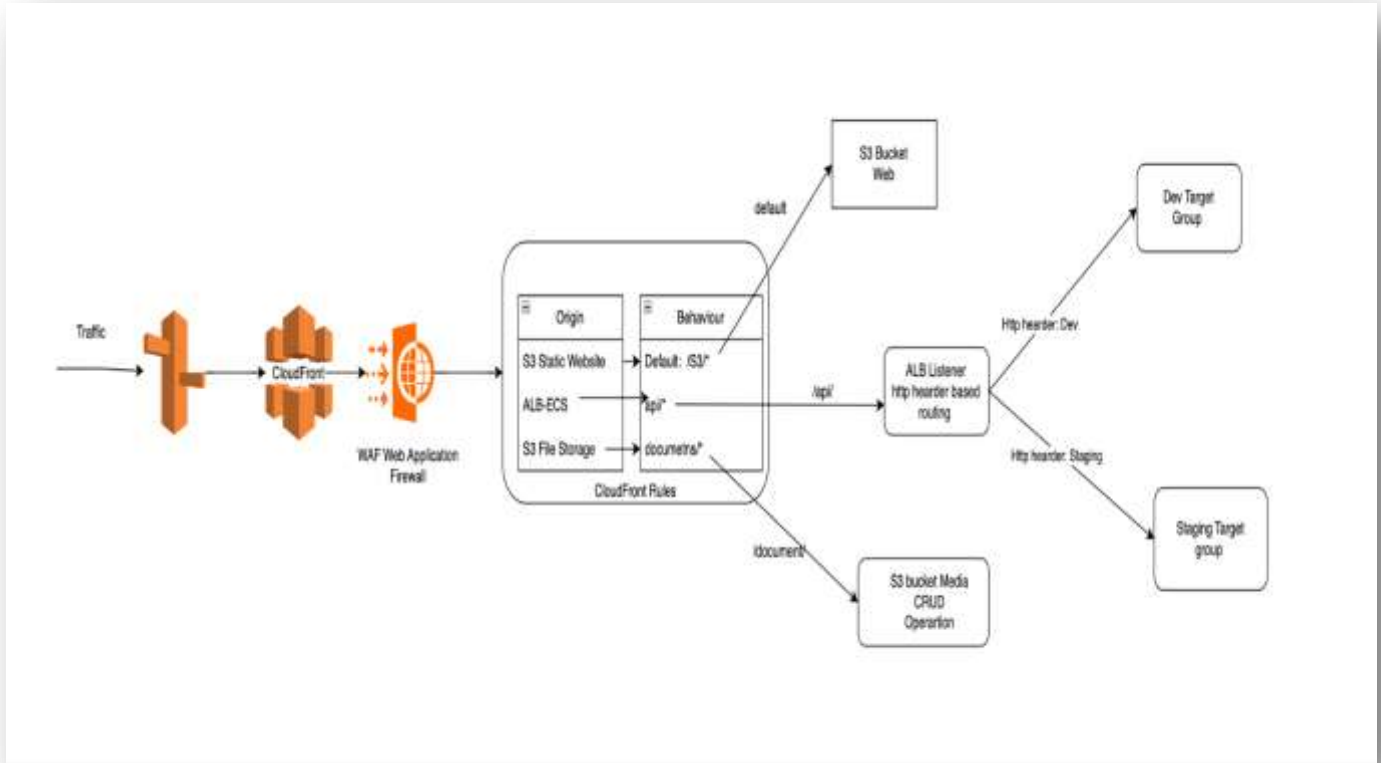 Traffic
CloudFront
WAF Web Application
Firewall
Origin
Behaviour
S3 Static Website
Default: /S3/*
ALB-ECS
api/*
S3 File Storage
documetns/*
CloudFront Rules
default
S3 Bucket
Web
/api/
ALB Listener
http hearder based
routing
/document/
S3 bucket Media
CRUD
Operartion
Http hearder: Dev
Dev Target
Group
Http hearder: Staging
Staging Target
group